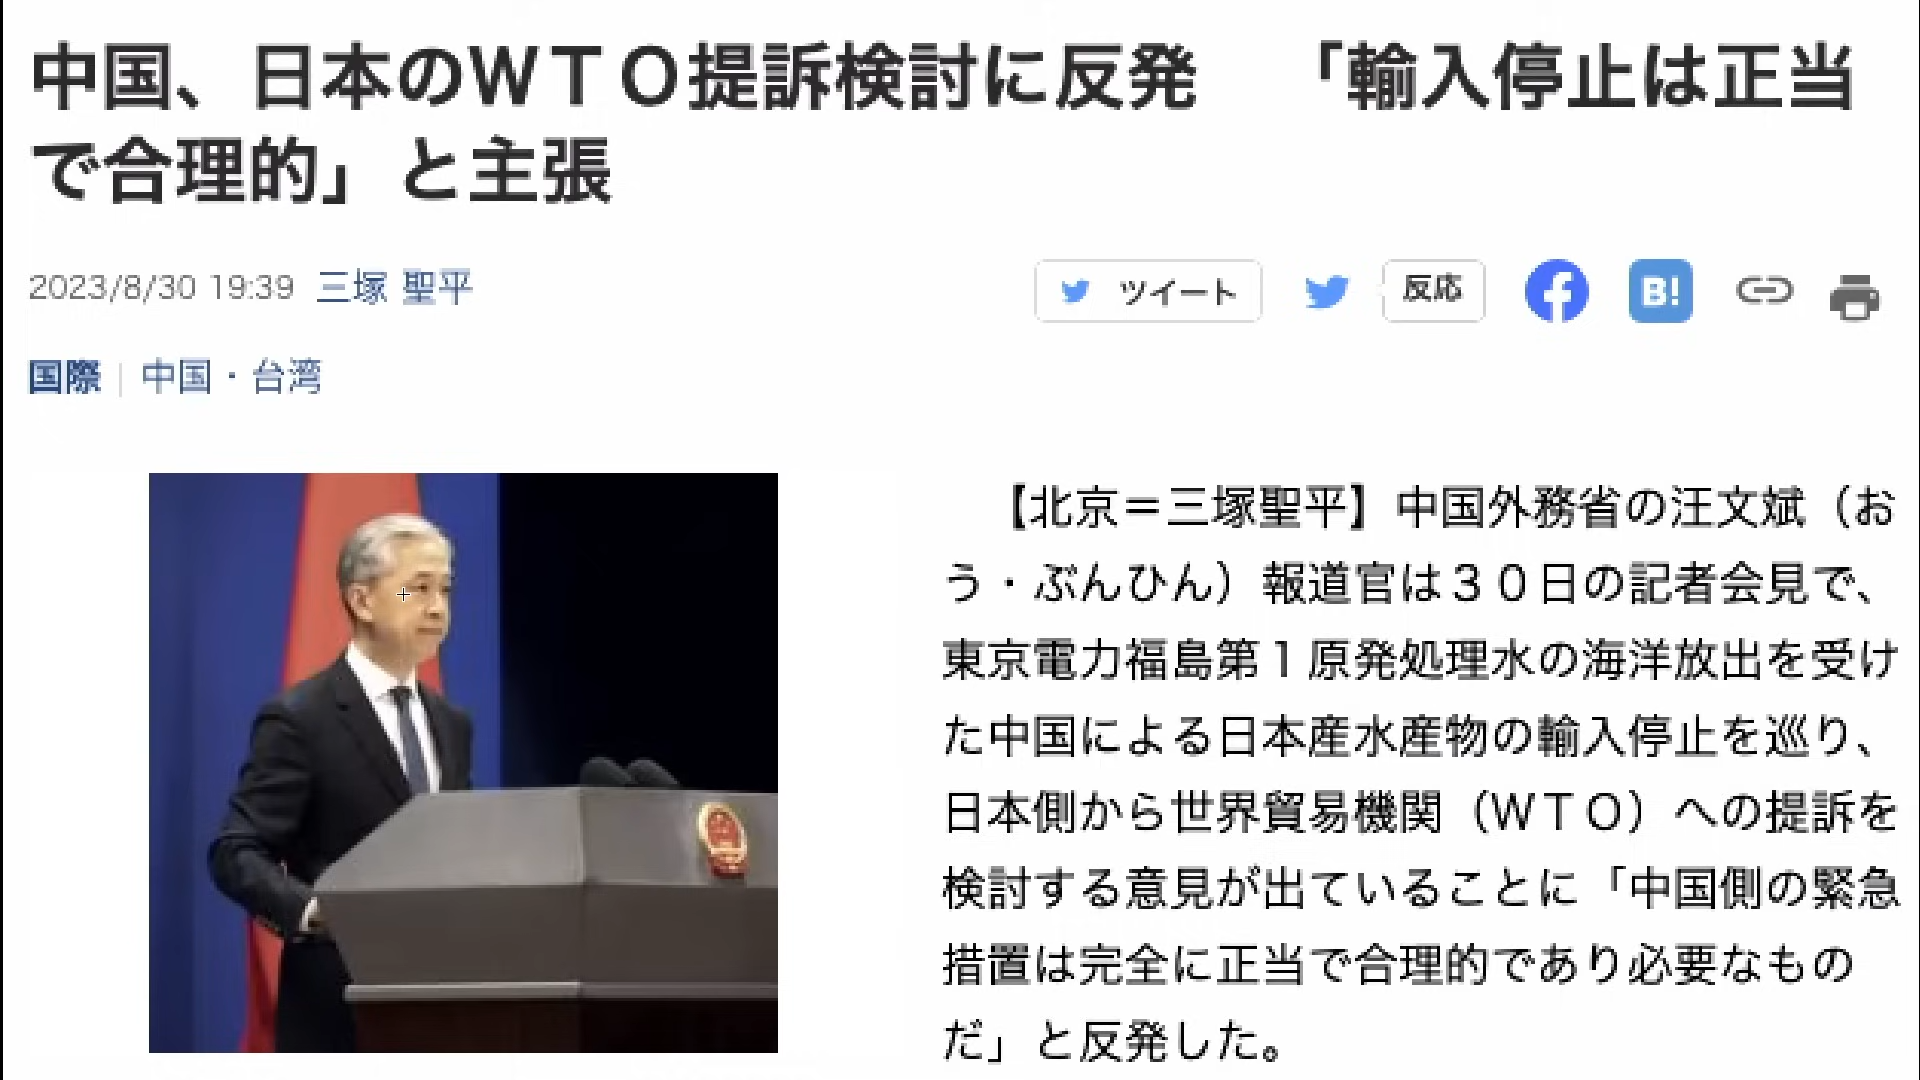 中国、日本のＷＴＯ提訴検討に反発　「輸入停止は正当
で合理的」と主張
2023/8/30 19:39 三塚 聖平
ツイート
反応
B!
国際 | 中国・台湾
【北京＝三塚聖平】中国外務省の汪文斌（お
う・ぶんひん）報道官は３０日の記者会見で、
東京電力福島第１原発処理水の海洋放出を受け
た中国による日本産水産物の輸入停止を巡り、
日本側から世界貿易機関（ＷＴＯ）への提訴を
検討する意見が出ていることに「中国側の緊急
措置は完全に正当で合理的であり必要なもの
だ」と反発した。